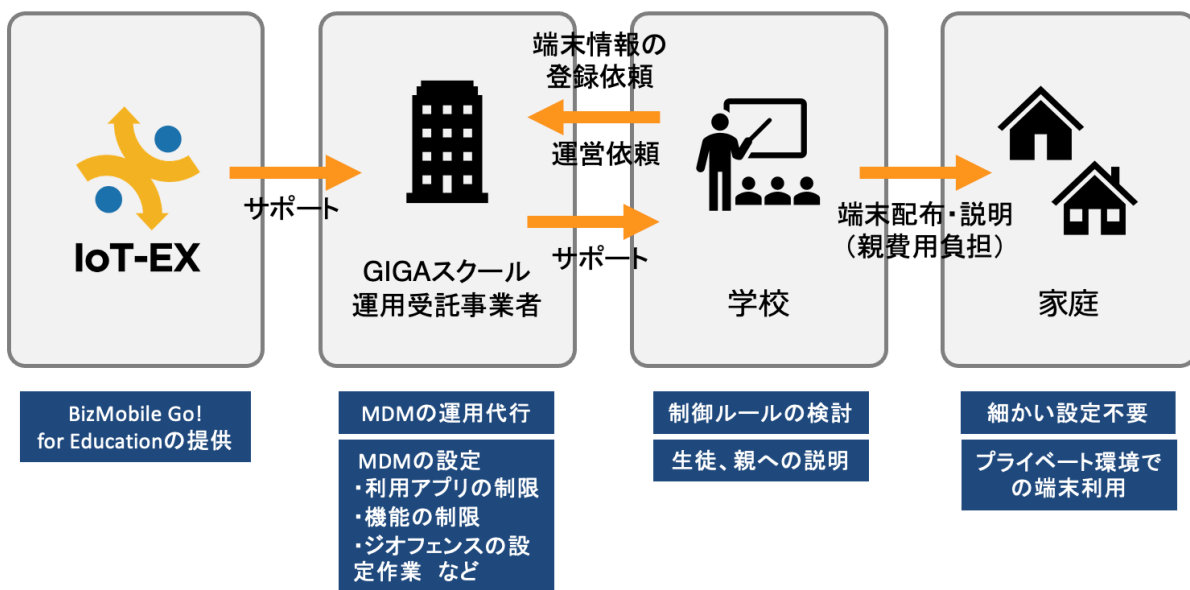 IoT-EX
サポート
GIGAスクール
運用受託事業者
端末情報の
登録依頼
運営依頼
サポート
学校
端末配布・説明
（親費用負担）
家庭
BizMobile Go!
for Educationの提供
MDMの運用代行
MDMの設定
・利用アプリの制限
・機能の制限
・ジオフェンスの設
定作業 など
制御ルールの検討
生徒、親への説明
細かい設定不要
プライベート環境で
の端末利用